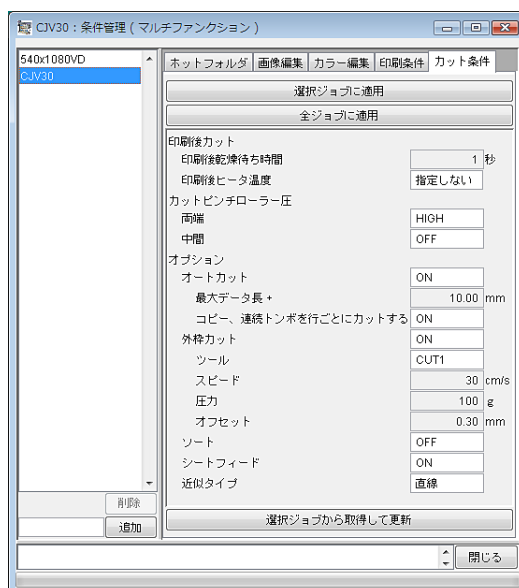 CJV30：条件管理 ( マルチファンクション )
540x1080VD
CJV30
ホットフォルダ 画像編集 カラー編集 印刷条件 カット条件
選択ジョブに適用
全ジョブに適用
印刷後カット
印刷後乾燥待ち時間 1 秒
印刷後ヒータ温度 指定しない
カットピンチローラー圧
両端 HIGH
中間 OFF
オプション
オートカット ON
最大データ長 + 10.00 mm
コピー、連続トンボを行ごとにカットする ON
外枠カット ON
ツール CUT1
スピード 30 cm/s
圧力 100 g
オフセット 0.30 mm
ソート OFF
シートフィード ON
近似タイプ 直線
削除
追加
選択ジョブから取得して更新
閉じる